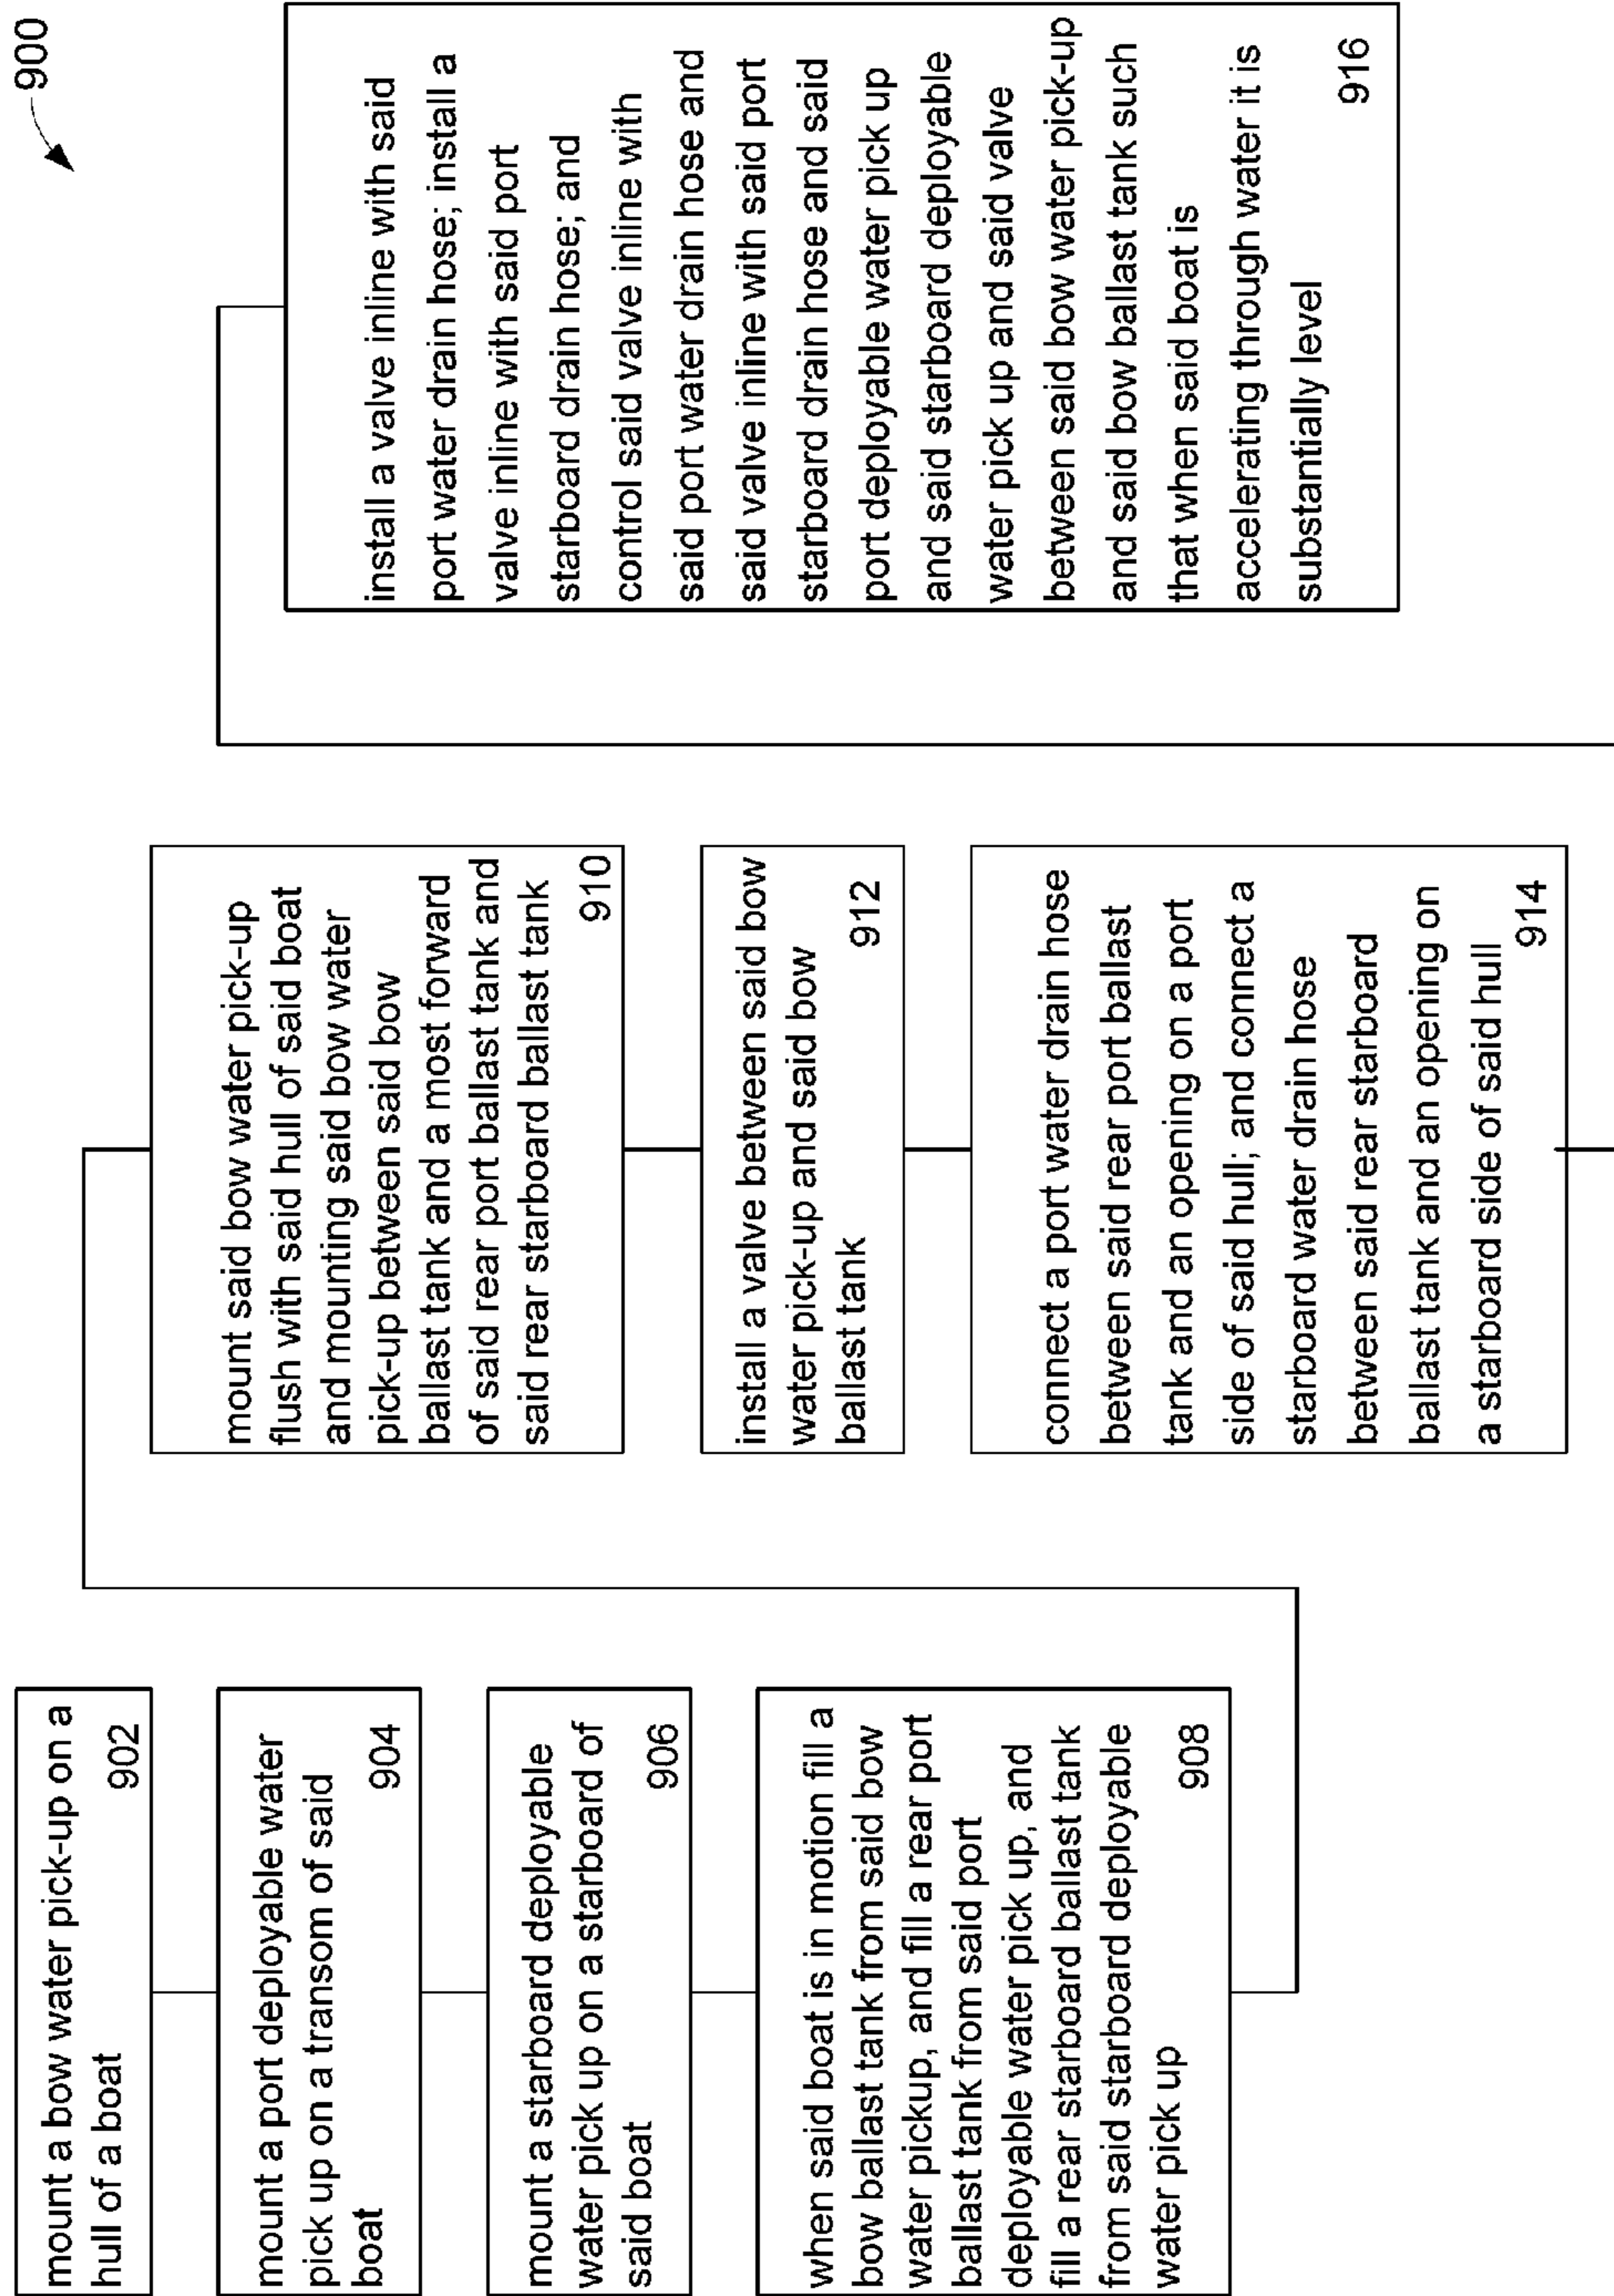 900
mount a bow water pick-up on a
hull of a boat
902
mount a port deployable water
pick up on a transom of said
boat
904
mount a starboard deployable
water pick up on a starboard of
said boat
906
when said boat is in motion fill a
bow ballast tank from said bow
water pickup, and fill a rear port
ballast tank from said port
deployable water pick up, and
fill a rear starboard ballast tank
from said starboard deployable
water pick up
908
mount said bow water pick-up
flush with said hull of said boat
and mounting said bow water
pick-up between said bow
ballast tank and a most forward
of said rear port ballast tank and
said rear starboard ballast tank
910
install a valve between said bow
water pick-up and said bow
ballast tank
912
connect a port water drain hose
between said rear port ballast
tank and an opening on a port
side of said hull; and connect a
starboard water drain hose
between said rear starboard
ballast tank and an opening on
a starboard side of said hull
914
install a valve inline with said
port water drain hose; install a
valve inline with said port
starboard drain hose; and
control said valve inline with
said port water drain hose and
said valve inline with said port
starboard drain hose and said
port deployable water pick up
and said starboard deployable
water pick up and said valve
between said bow water pick-up
and said bow ballast tank such
that when said boat is
accelerating through water it is
substantially level
916